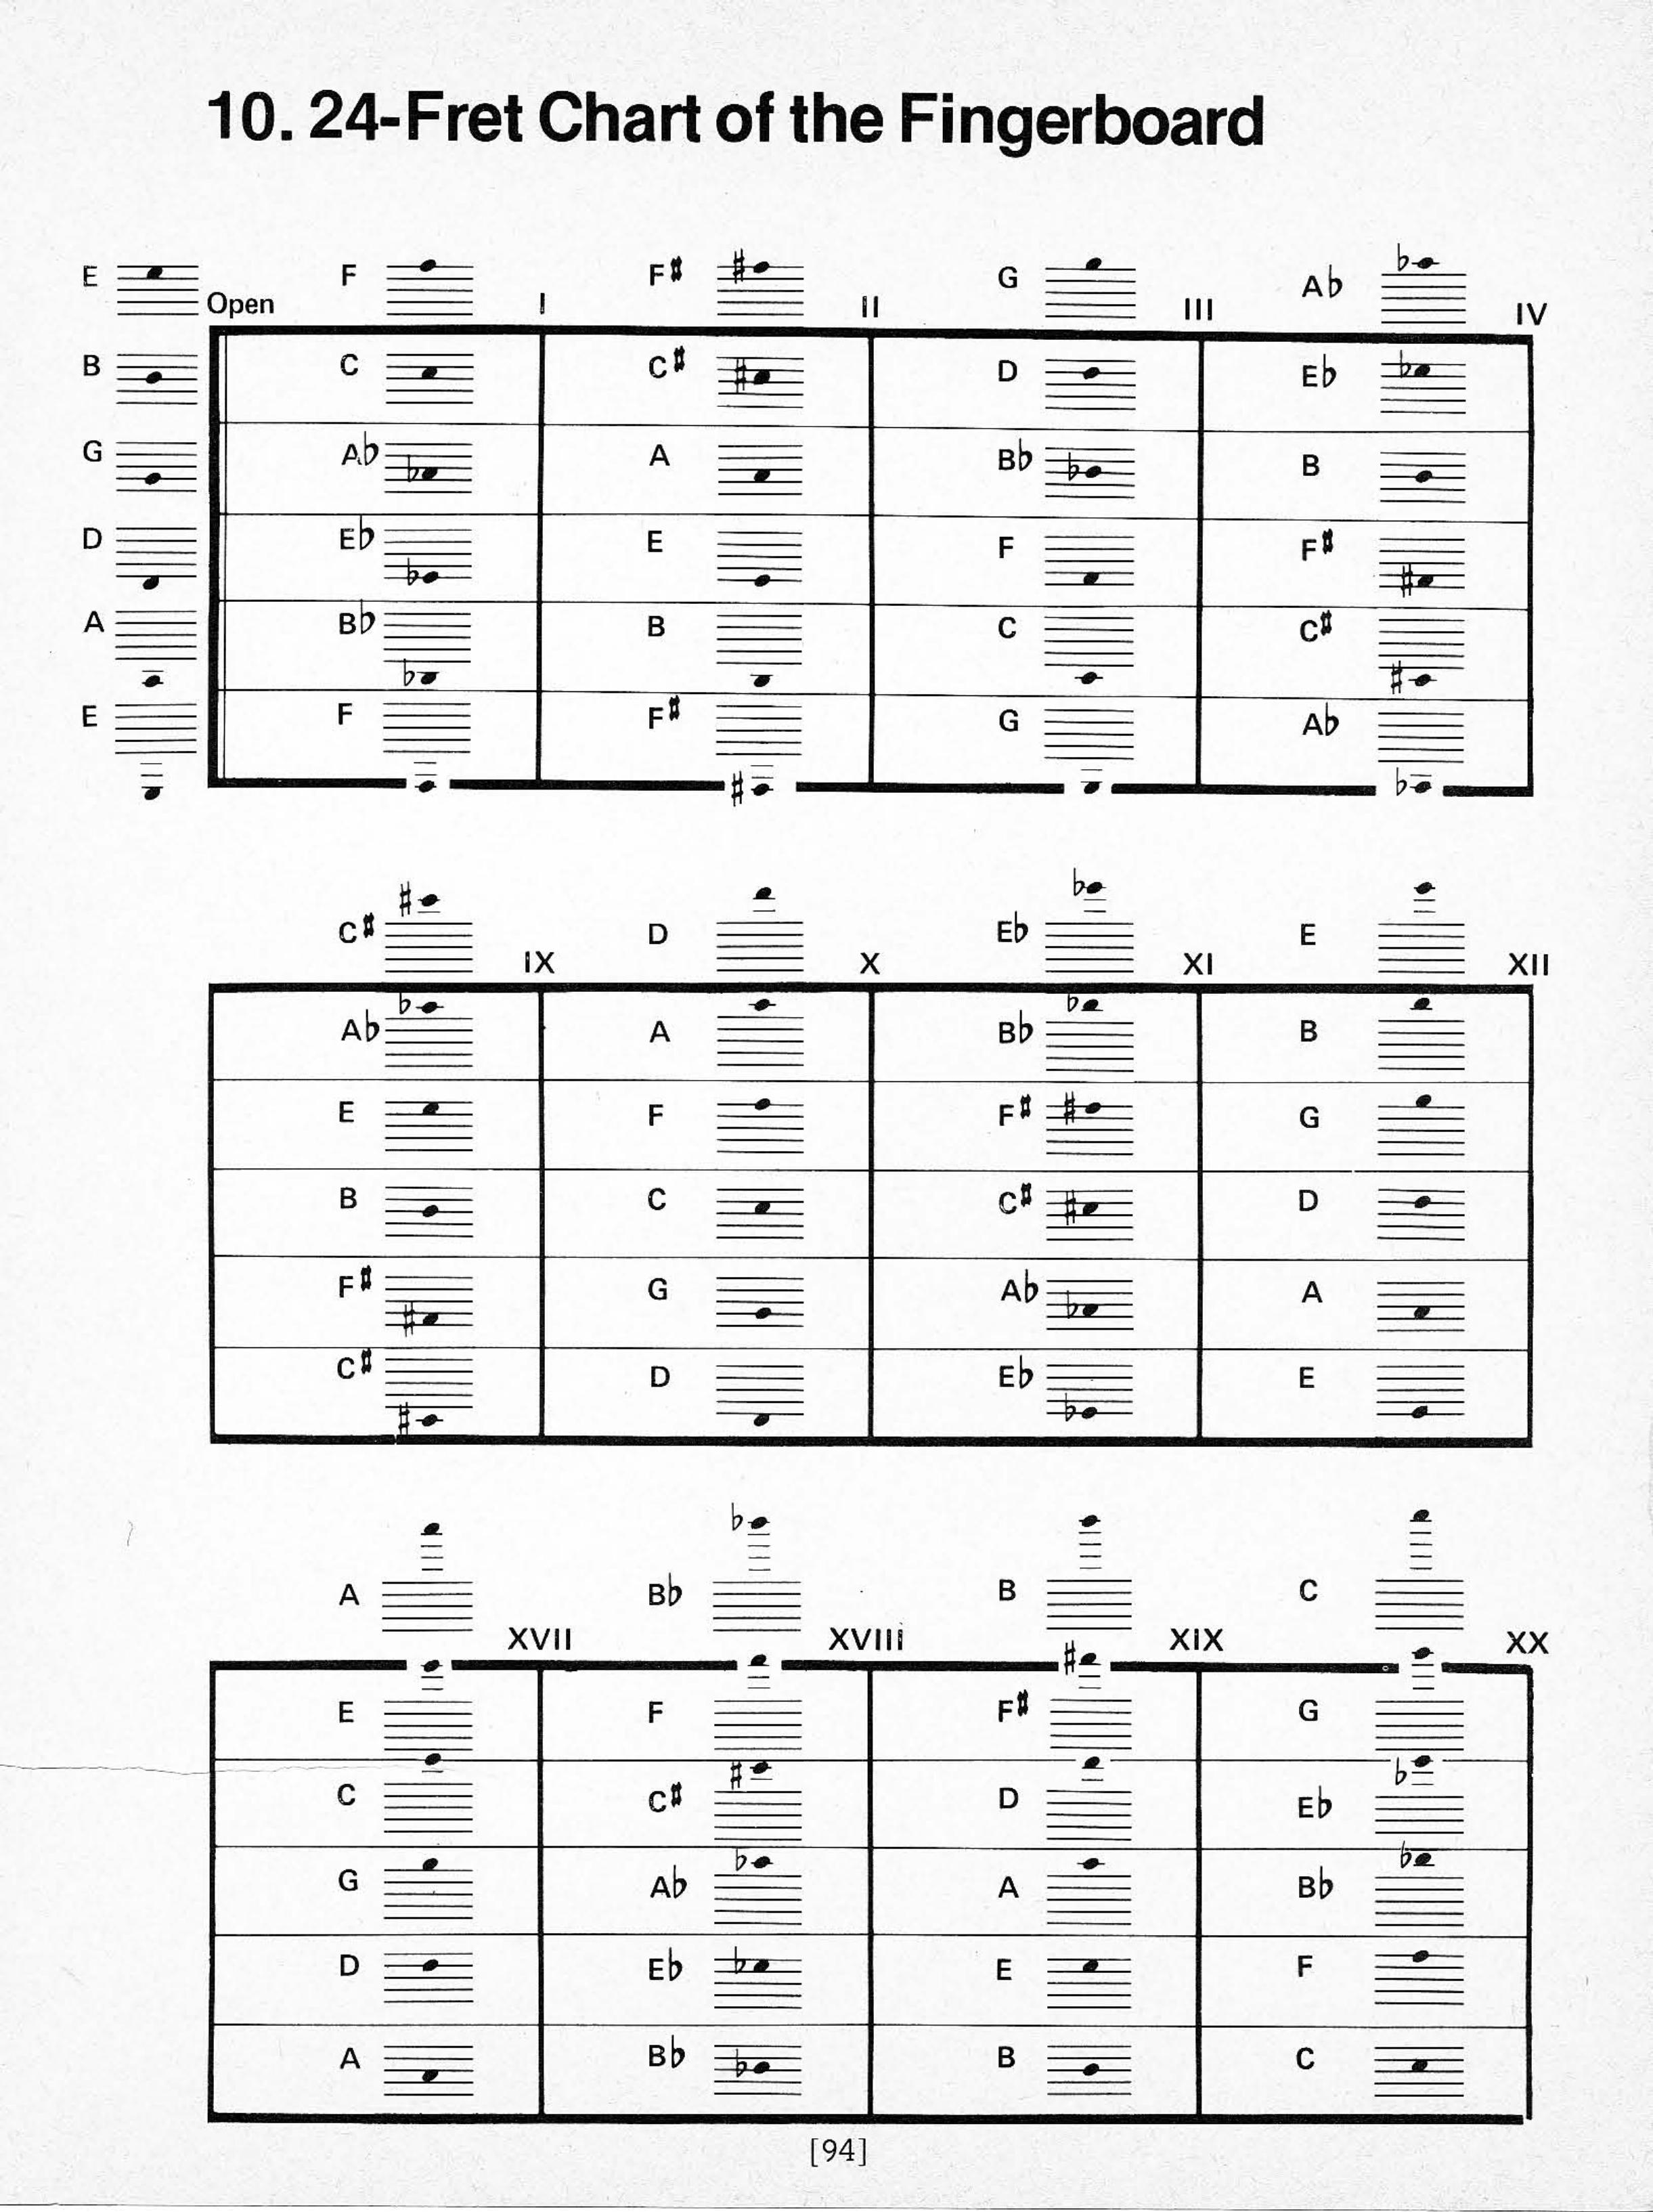 10. 24-Fret Chart of the Fingerboard
E F F♯ G A♭
Open I II III IV
B C C♯ D E♭
G A♭ A B♭ B
D E♭ E F F♯
A B♭ B C C♯
E F F♯ G A♭
C♯ D E♭ E
IX X XI XII
A♭ A B♭ B
E F F♯ G
B C C♯ D
F♯ G A♭ A
C♯ D E♭ E
A B♭ B C
XVII XVIII XIX XX
E F F♯ G
C C♯ D E♭
G A♭ A B♭
D E♭ E F
A B♭ B C
[94]